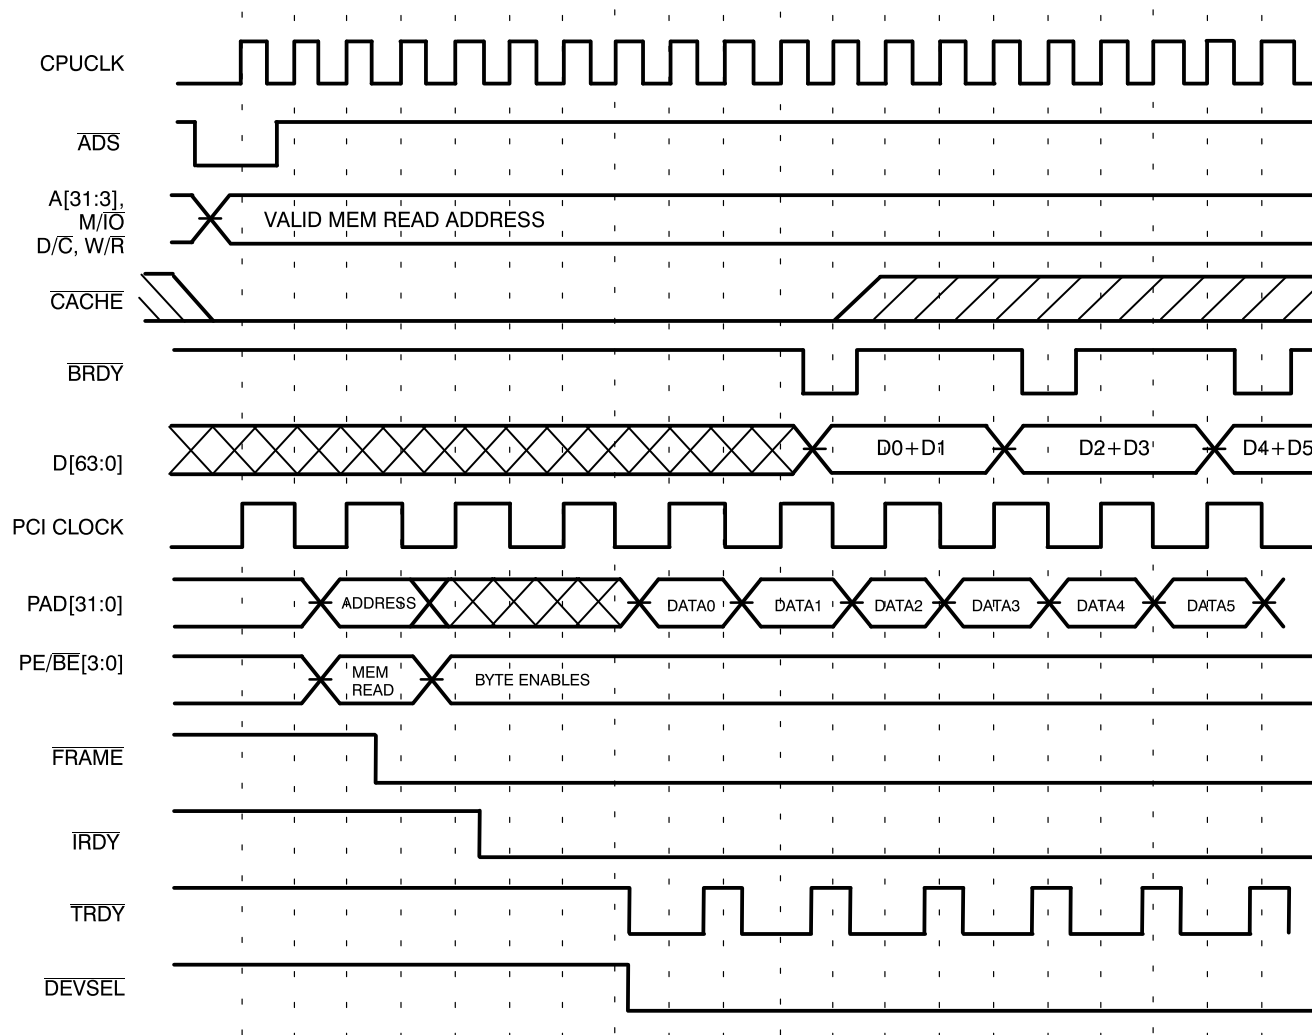 CPUCLK
ADS
A[31:3],
M/IO
D/C, W/R
VALID MEM READ ADDRESS
CACHE
BRDY
D[63:0]
D0+D1
D2+D3
D4+D5
PCI CLOCK
PAD[31:0]
ADDRESS
DATA0
DATA1
DATA2
DATA3
DATA4
DATA5
PE/BE[3:0]
MEM
READ
BYTE ENABLES
FRAME
IRDY
TRDY
DEVSEL